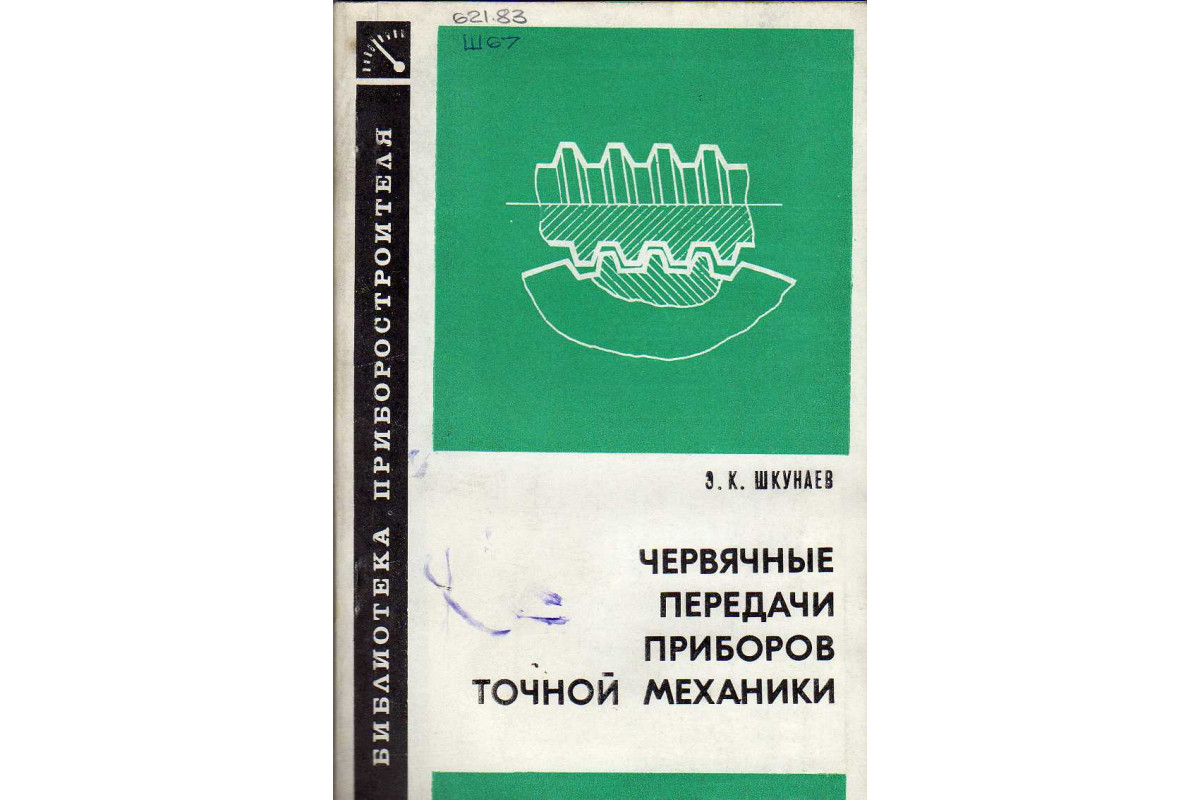 621.83
Ш67
БИБЛИОТЕКА ПРИБОРОСТРОИТЕЛЯ
Э. К. ШКУНАЕВ
ЧЕРВЯЧНЫЕ
ПЕРЕДАЧИ
ПРИБОРОВ
ТОЧНОЙ МЕХАНИКИ